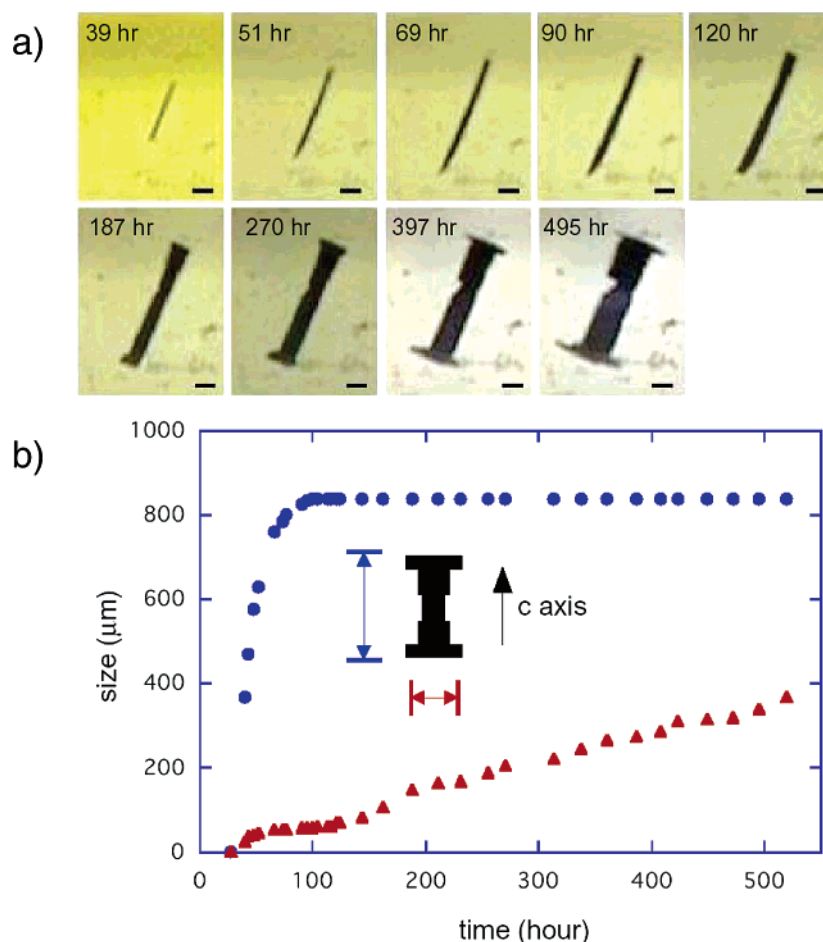 a)
39 hr
51 hr
69 hr
90 hr
120 hr
187 hr
270 hr
397 hr
495 hr
b)
1000
800
600
400
200
0
size (μm)
c axis
0
100
200
300
400
500
time (hour)